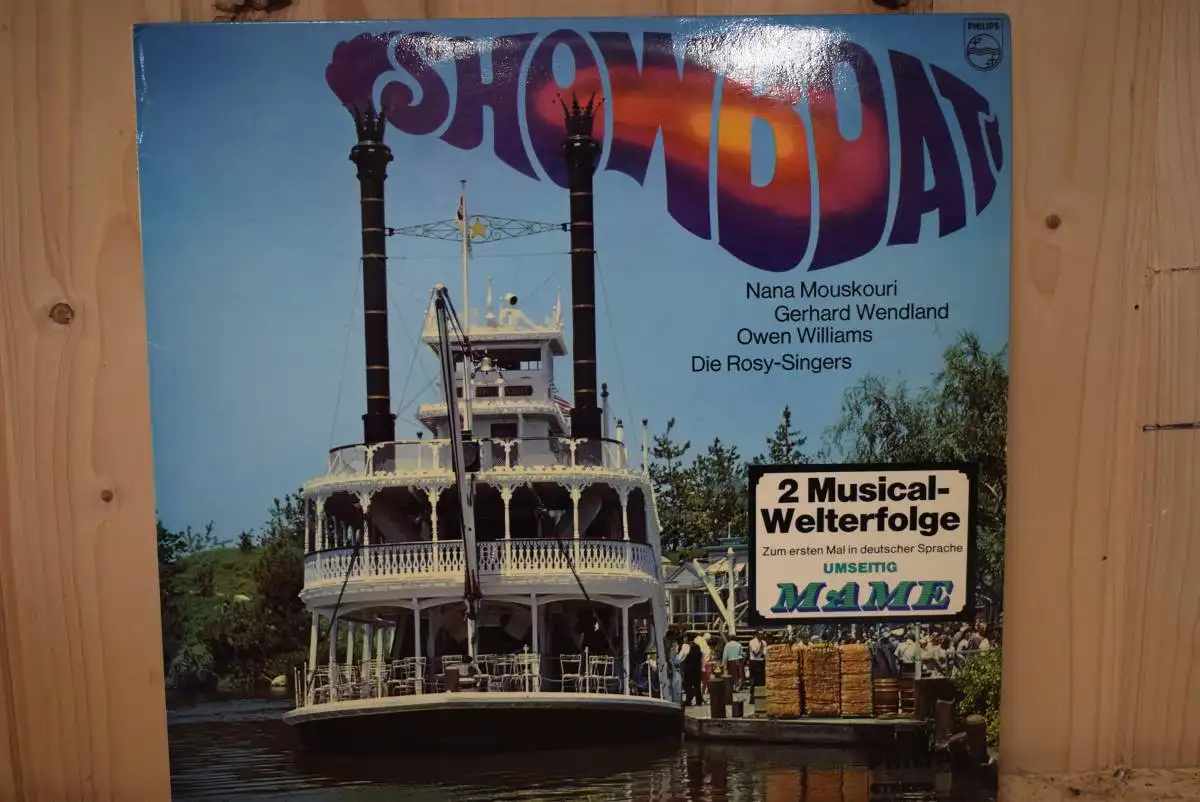 PHILIPS
SHOWBOAT
Nana Mouskouri
Gerhard Wendland
Owen Williams
Die Rosy-Singers
2 Musical-
Welterfolge
Zum ersten Mal in deutscher Sprache
UMSEITIG
MAME